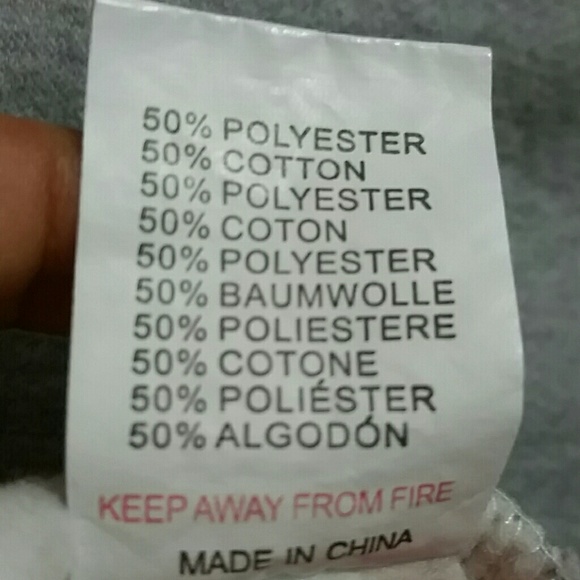 50% POLYESTER
50% COTTON
50% POLYESTER
50% COTON
50% POLYESTER
50% BAUMWOLLE
50% POLIESTERE
50% COTONE
50% POLIÉSTER
50% ALGODÓN
KEEP AWAY FROM FIRE
MADE IN CHINA